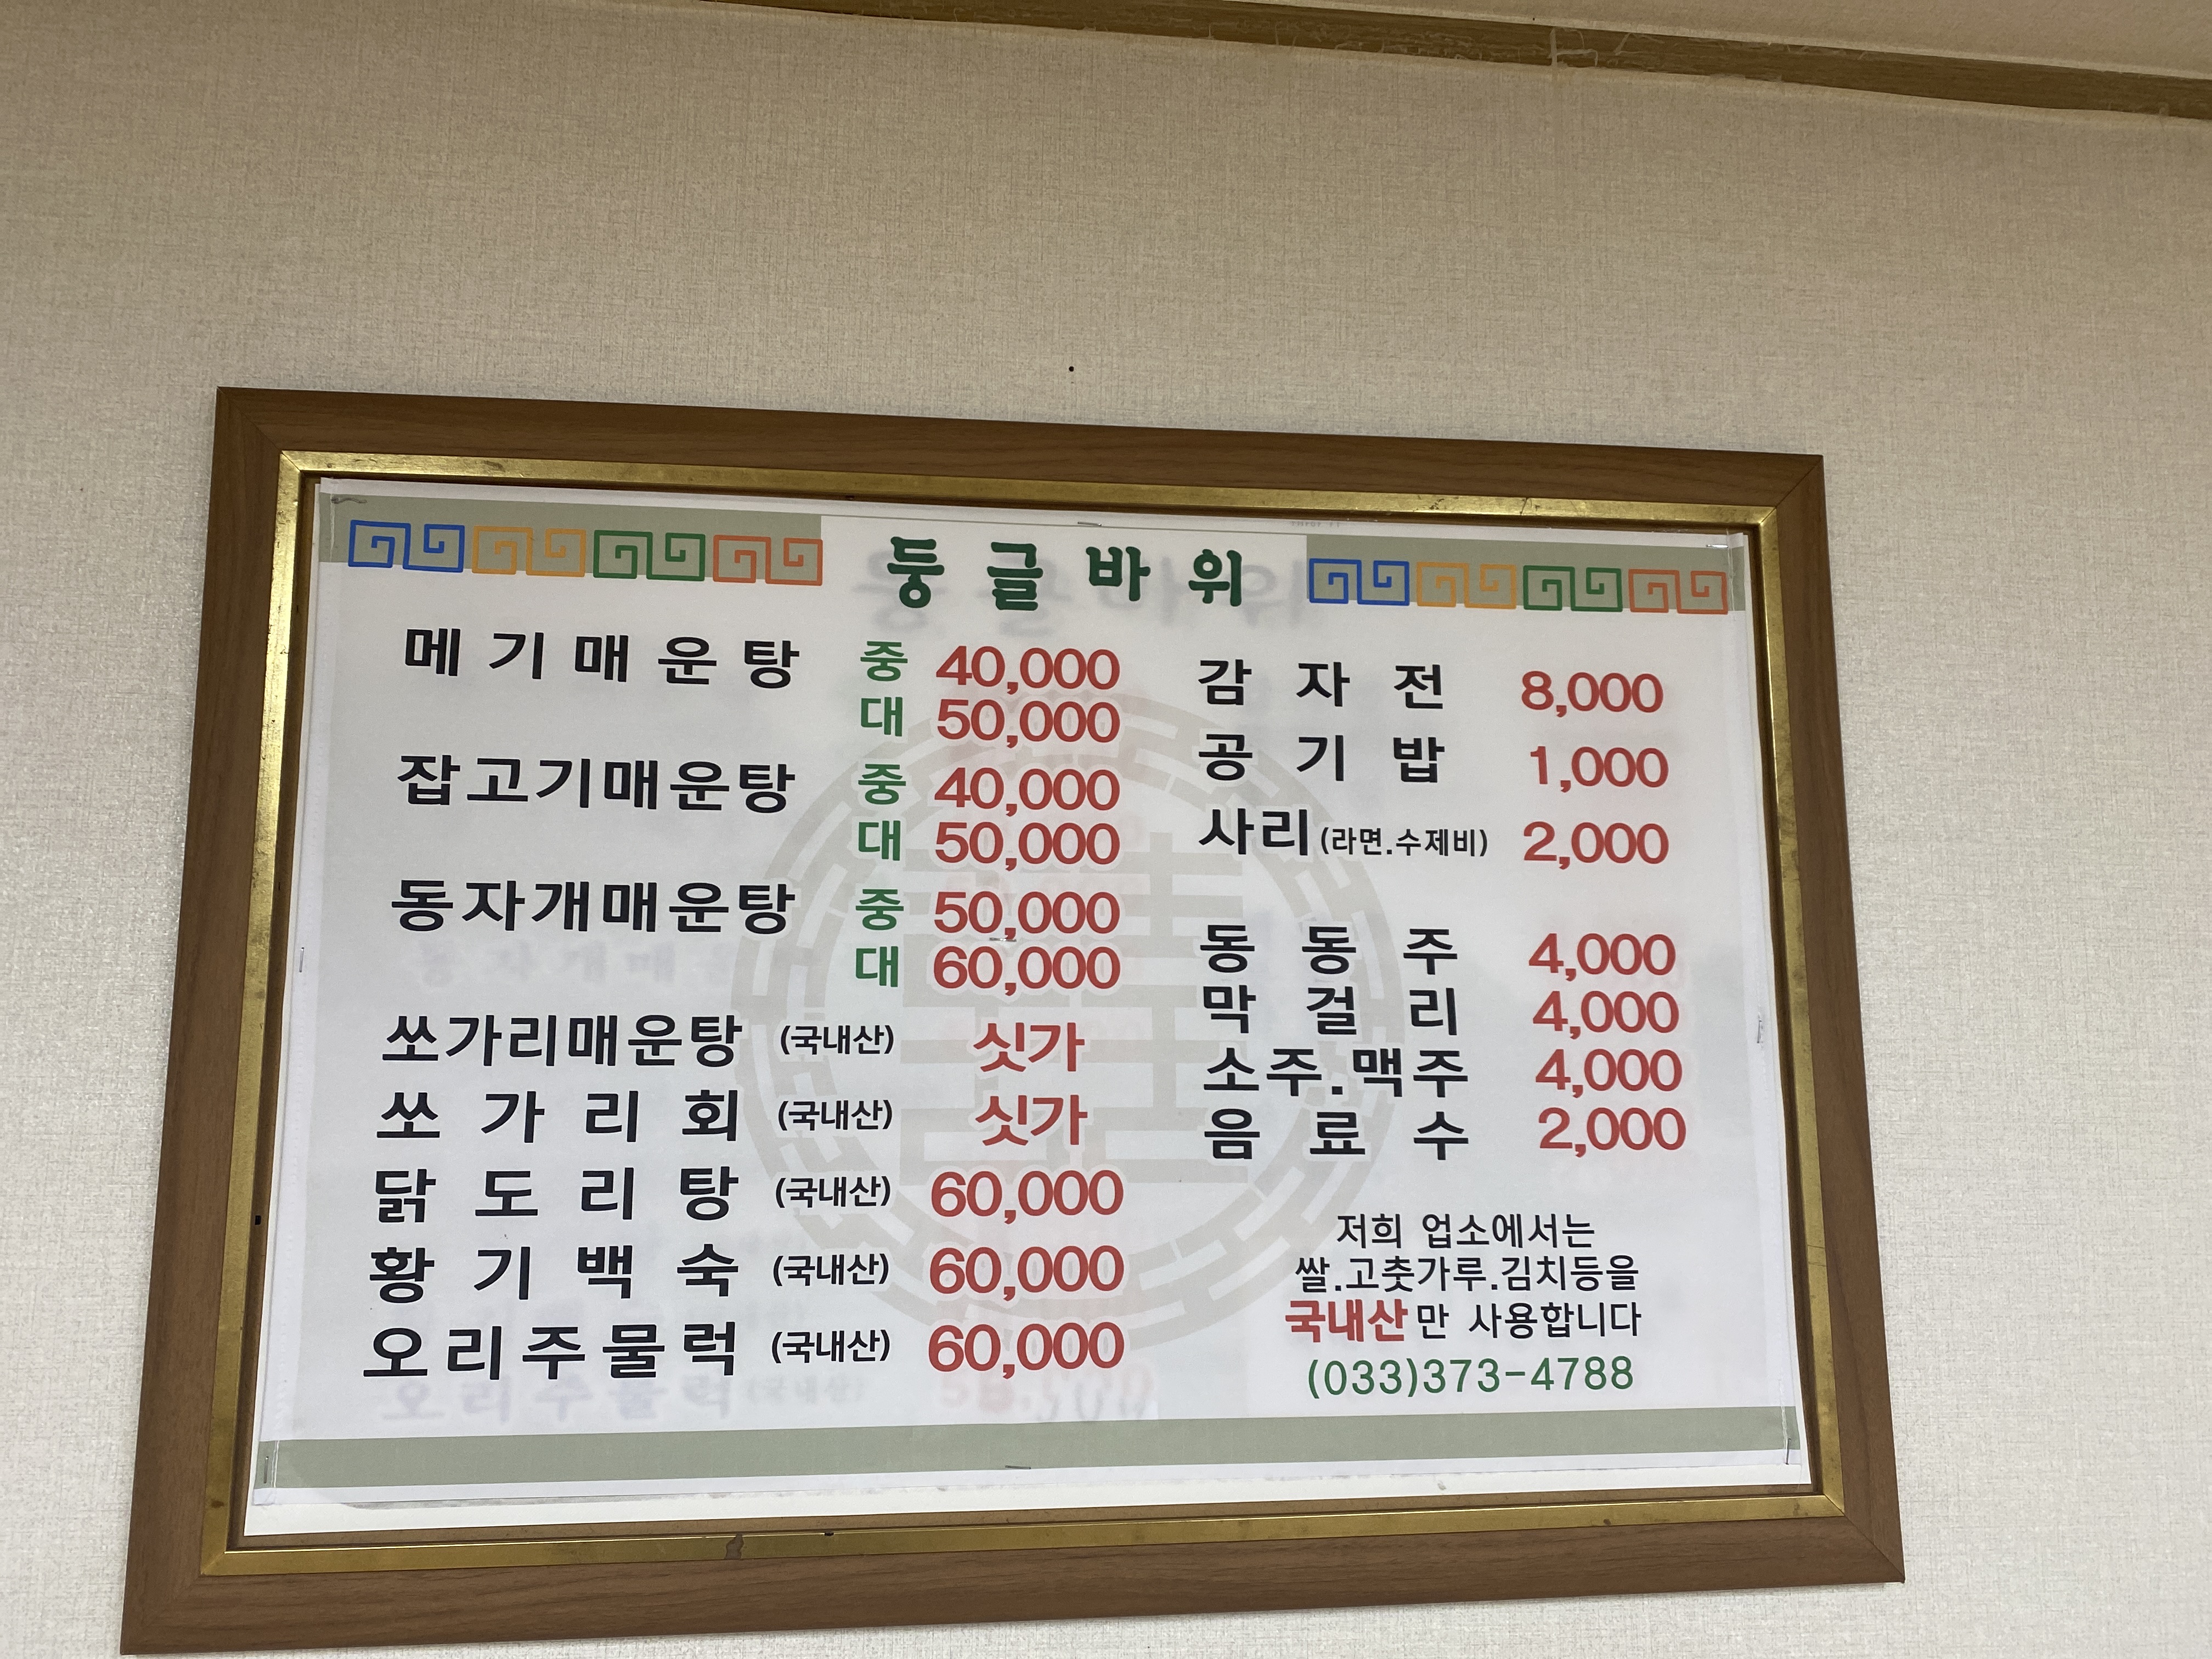 둥글바위
메기매운탕 중 40,000
대 50,000
잡고기매운탕 중 40,000
대 50,000
동자개매운탕 중 50,000
대 60,000
쏘가리매운탕 (국내산) 싯가
쏘가리회 (국내산) 싯가
닭도리탕 (국내산) 60,000
황기백숙 (국내산) 60,000
오리주물럭 (국내산) 60,000
감자전 8,000
공기밥 1,000
사리(라면.수제비) 2,000
동동주 4,000
막걸리 4,000
소주.맥주 4,000
음료수 2,000
저희 업소에서는
쌀.고춧가루.김치등을
국내산만 사용합니다
(033)373-4788